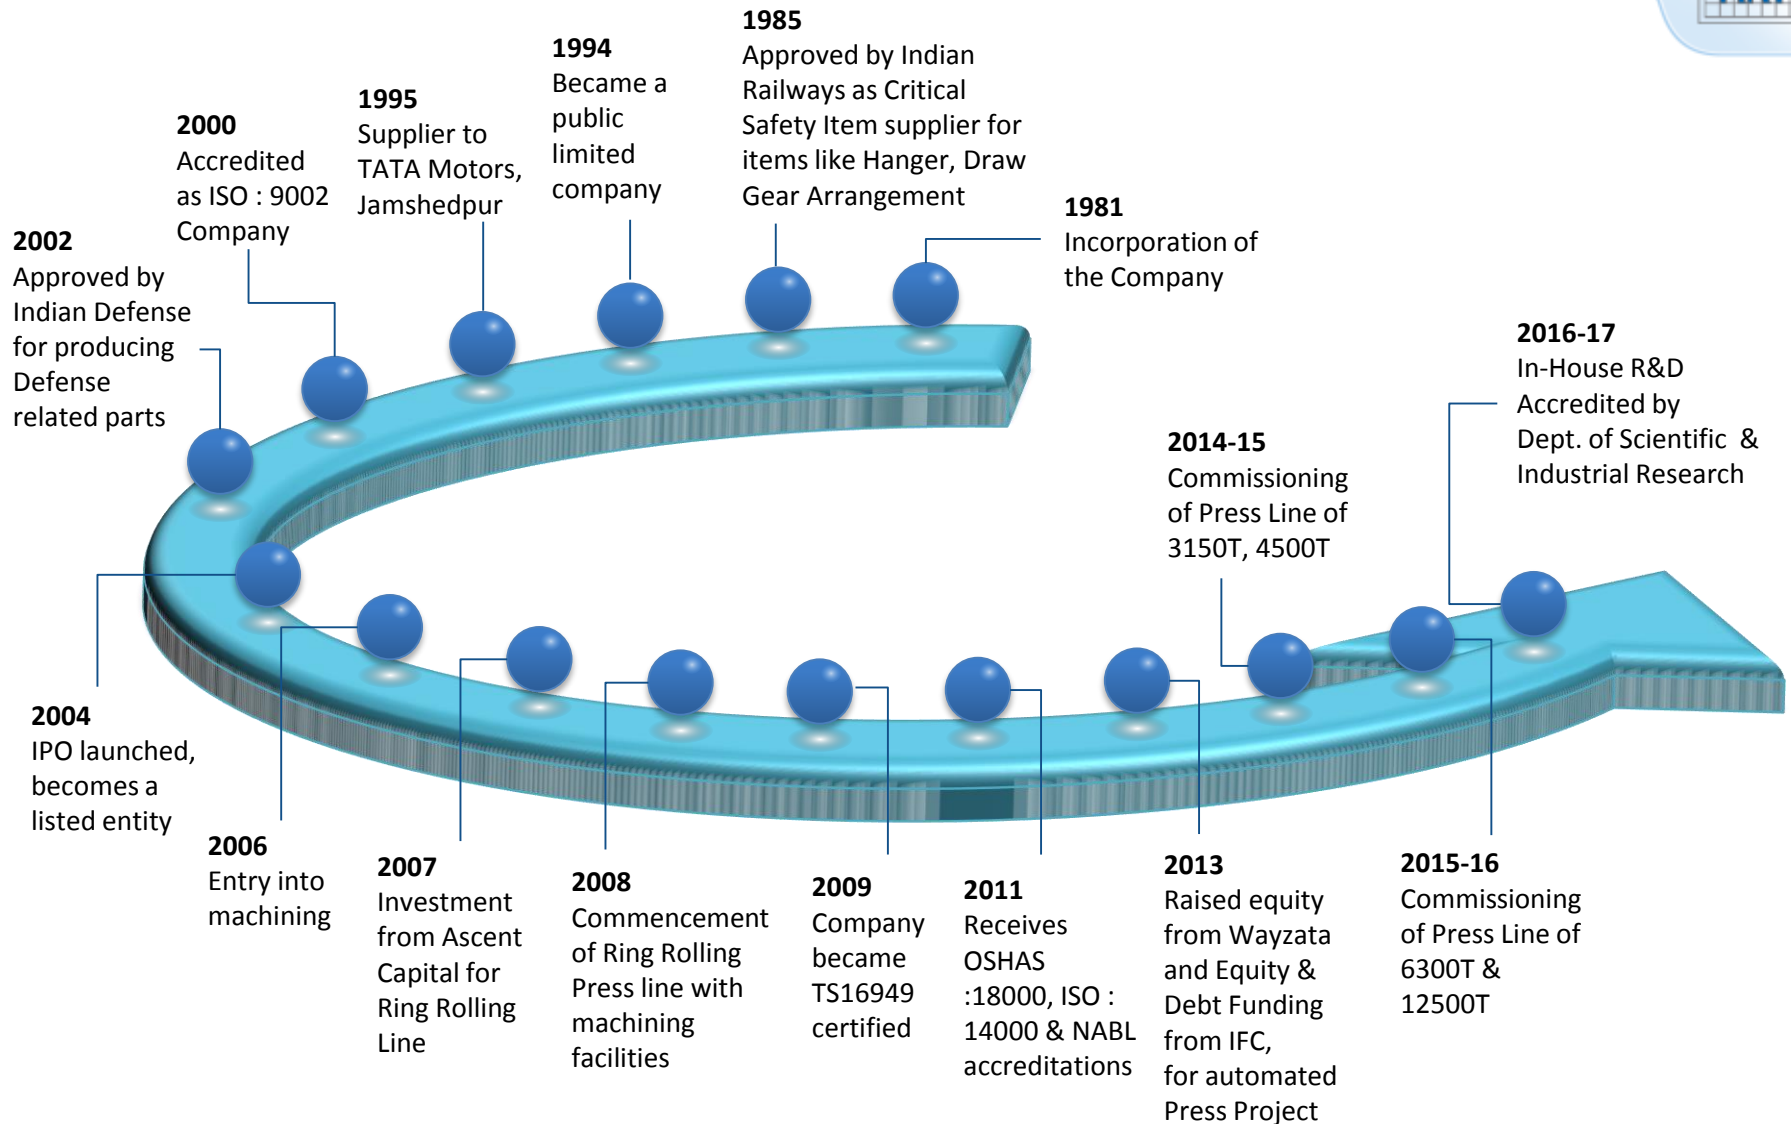 1985
Approved by Indian
Railways as Critical
Safety Item supplier for
items like Hanger, Draw
Gear Arrangement
1994
Became a
public
limited
company
1995
Supplier to
TATA Motors,
Jamshedpur
2000
Accredited
as ISO : 9002
Company
2002
Approved by
Indian Defense
for producing
Defense
related parts
1981
Incorporation of
the Company
2016-17
In-House R&D
Accredited by
Dept. of Scientific &
Industrial Research
2014-15
Commissioning
of Press Line of
3150T, 4500T
2004
IPO launched,
becomes a
listed entity
2006
Entry into
machining
2007
Investment
from Ascent
Capital for
Ring Rolling
Line
2008
Commencement
of Ring Rolling
Press line with
machining
facilities
2009
Company
became
TS16949
certified
2011
Receives
OSHAS
:18000, ISO :
14000 & NABL
accreditations
2013
Raised equity
from Wayzata
and Equity &
Debt Funding
from IFC,
for automated
Press Project
2015-16
Commissioning
of Press Line of
6300T &
12500T